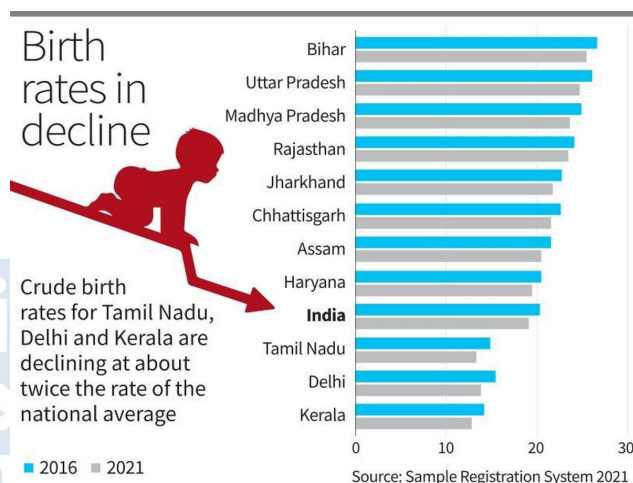 Birth
rates in
decline
Crude birth
rates for Tamil Nadu,
Delhi and Kerala are
declining at about
twice the rate of the
national average
2016 2021
Bihar
Uttar Pradesh
Madhya Pradesh
Rajasthan
Jharkhand
Chhattisgarh
Assam
Haryana
India
Tamil Nadu
Delhi
Kerala
0 10 20 30
Source: Sample Registration System 2021